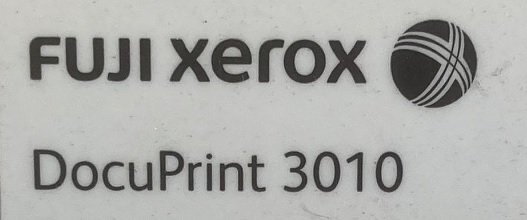 FUJI xerox
DocuPrint 3010